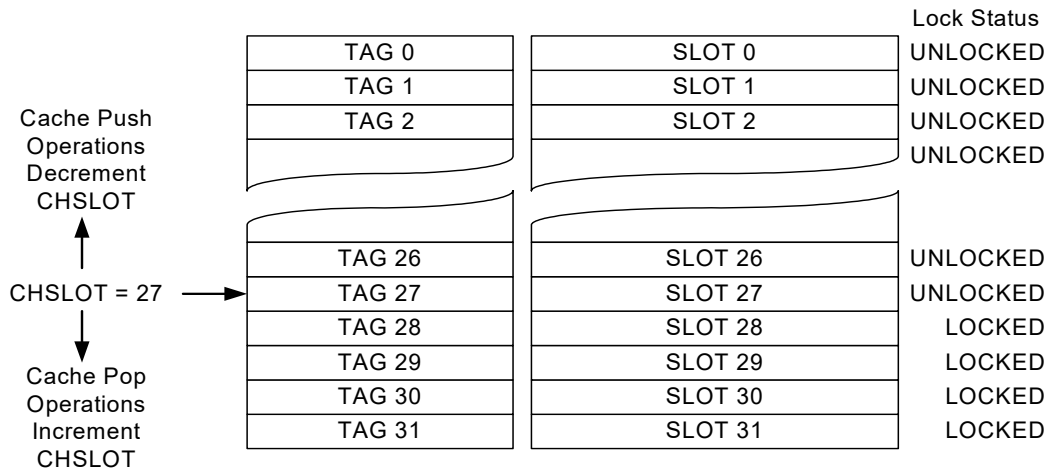 Lock Status
TAG 0 SLOT 0 UNLOCKED
TAG 1 SLOT 1 UNLOCKED
TAG 2 SLOT 2 UNLOCKED
UNLOCKED
Cache Push
Operations
Decrement
CHSLOT
TAG 26 SLOT 26 UNLOCKED
CHSLOT = 27 TAG 27 SLOT 27 UNLOCKED
TAG 28 SLOT 28 LOCKED
TAG 29 SLOT 29 LOCKED
TAG 30 SLOT 30 LOCKED
TAG 31 SLOT 31 LOCKED
Cache Pop
Operations
Increment
CHSLOT